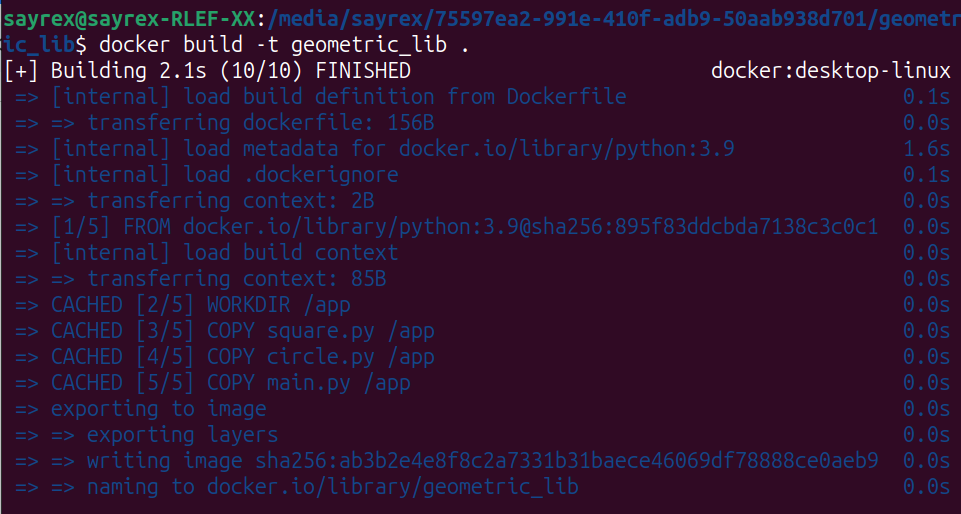 sayrex@sayrex-RLEF-XX:/media/sayrex/75597ea2-991e-410f-adb9-50aab938d701/geometr
ic_lib$ docker build -t geometric_lib .
[+] Building 2.1s (10/10) FINISHED docker:desktop-linux
=> [internal] load build definition from Dockerfile 0.1s
=> => transferring dockerfile: 156B 0.0s
=> [internal] load metadata for docker.io/library/python:3.9 1.6s
=> [internal] load .dockerignore 0.1s
=> => transferring context: 2B 0.0s
=> [1/5] FROM docker.io/library/python:3.9@sha256:895f83ddcbda7138c3c0c1 0.0s
=> [internal] load build context 0.0s
=> => transferring context: 85B 0.0s
=> CACHED [2/5] WORKDIR /app 0.0s
=> CACHED [3/5] COPY square.py /app 0.0s
=> CACHED [4/5] COPY circle.py /app 0.0s
=> CACHED [5/5] COPY main.py /app 0.0s
=> exporting to image 0.0s
=> => exporting layers 0.0s
=> => writing image sha256:ab3b2e4e8f8c2a7331b31baece46069df78888ce0aeb9 0.0s
=> => naming to docker.io/library/geometric_lib 0.0s